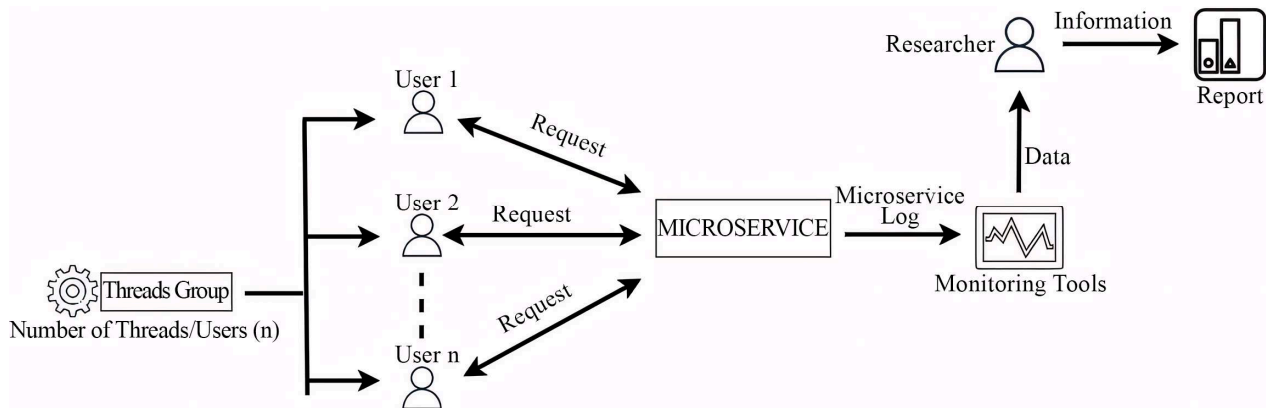 Information
Researcher
Report
User 1
Request
Data
User 2
Request
MICROSERVICE
Microservice
Log
Monitoring Tools
Threads Group
Number of Threads/Users (n)
Request
User n